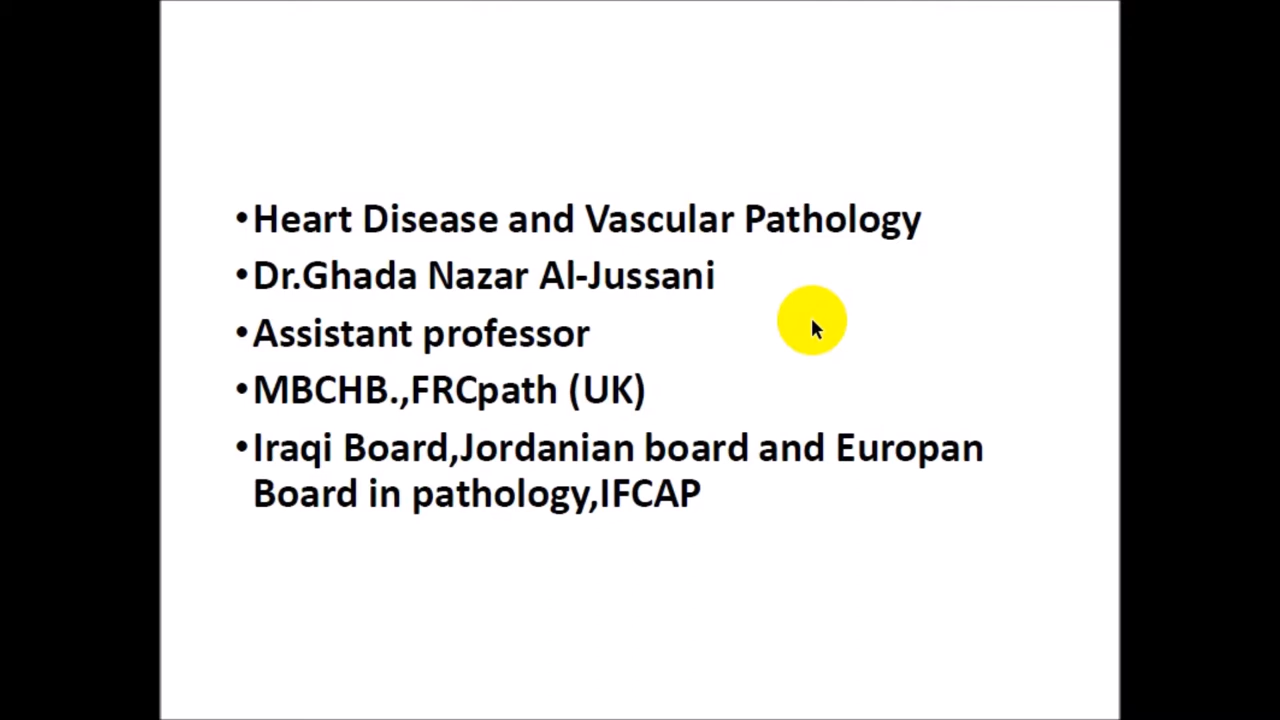 •Heart Disease and Vascular Pathology
•Dr.Ghada Nazar Al-Jussani
•Assistant professor
•MBCHB.,FRCpath (UK)
•Iraqi Board,Jordanian board and Europan
Board in pathology,IFCAP